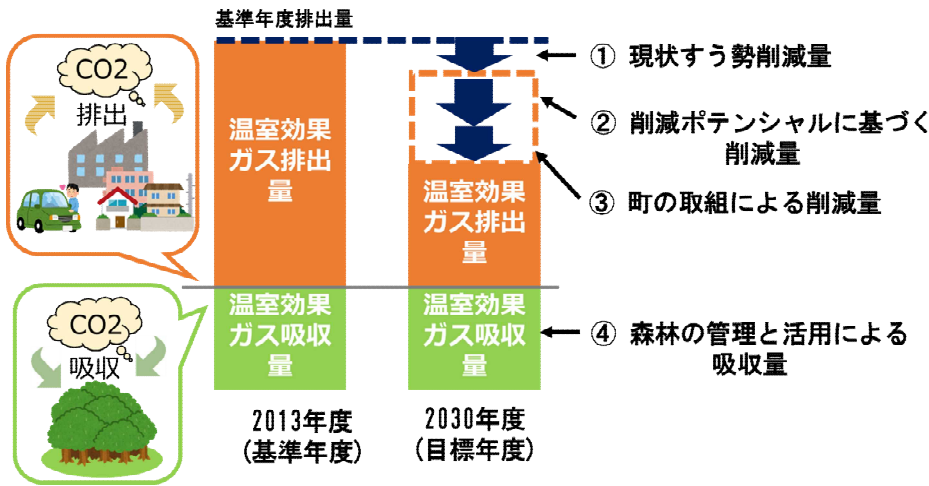 基準年度排出量
CO2
排出
温室効果
ガス排出
量
① 現状すう勢削減量
② 削減ポテンシャルに基づく
削減量
③ 町の取組による削減量
温室効果
ガス排出
量
CO2
吸収
温室効果
ガス吸収
量
温室効果
ガス吸収
量
④ 森林の管理と活用による
吸収量
2013年度
(基準年度)
2030年度
(目標年度)